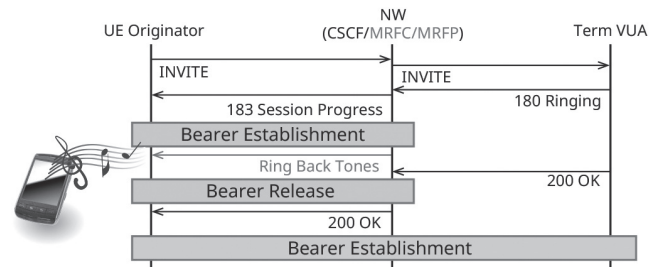 NW
UE Originator
(CSCF/MRFC/MRFP)
Term VUA
INVITE
INVITE
180 Ringing
183 Session Progress
Bearer Establishment
Ring Back Tones
200 OK
Bearer Release
200 OK
Bearer Establishment